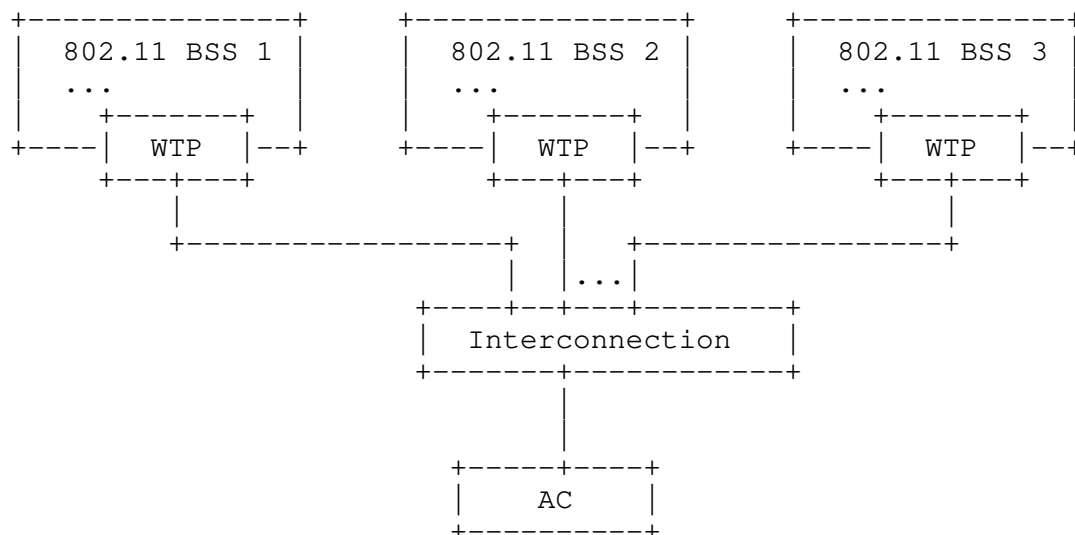 802.11 BSS 1 802.11 BSS 2 802.11 BSS 3
... ... ...
WTP WTP WTP
...
Interconnection
AC